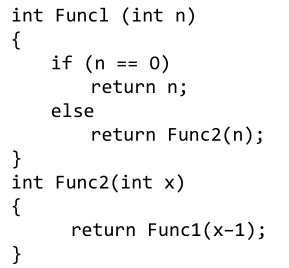 int Funcl (int n)
{
if (n == 0)
return n;
else
return Func2(n);
}
int Func2(int x)
{
return Func1(x–1);
}